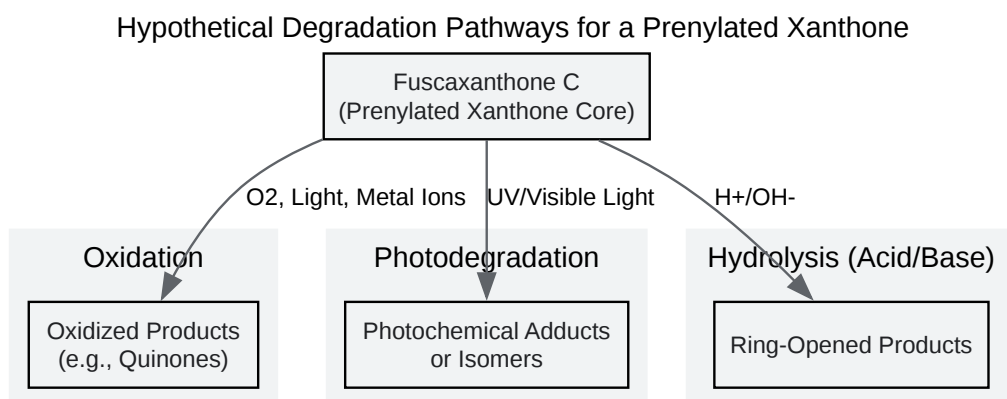 Hypothetical Degradation Pathways for a Prenylated Xanthone
Fuscaxanthone C
(Prenylated Xanthone Core)
O2, Light, Metal Ions
UV/Visible Light
H+/OH-
Oxidation
Photodegradation
Hydrolysis (Acid/Base)
Oxidized Products
(e.g., Quinones)
Photochemical Adducts
or Isomers
Ring-Opened Products